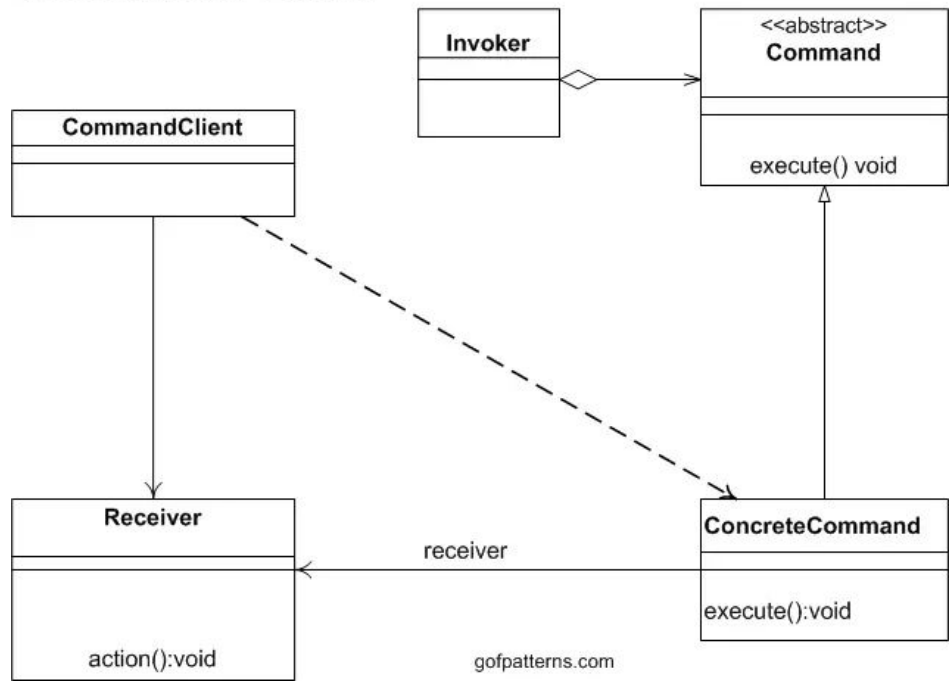 Invoker
<<abstract>>
Command
execute() void
CommandClient
Receiver
action():void
receiver
ConcreteCommand
execute():void
gofpatterns.com